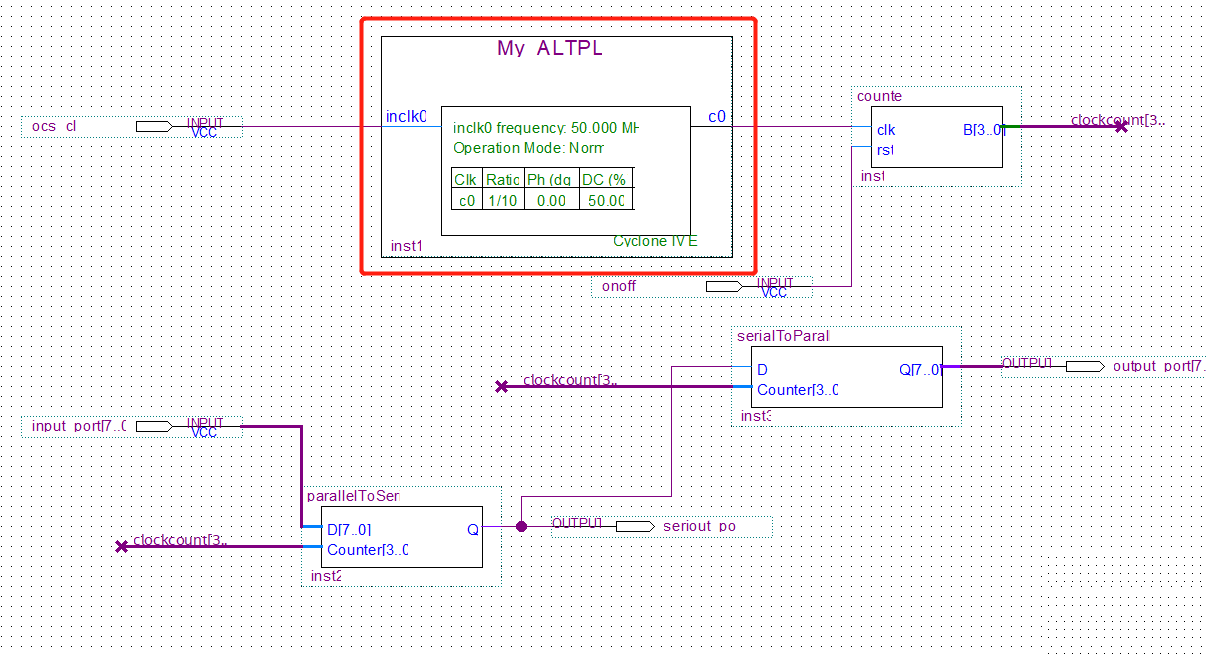 My ALTPL
ocs cl
INPUT
VCC
inclk0
c0
inclk0 frequency: 50.000 MH
Operation Mode: Norm
Clk Ratio Ph (dg DC (%
c0 1/10 0.00 50.00
Cyclone IV E
inst1
counte
clk
rst
B[3..0]
inst
clockcount[3..
onoff
INPUT
VCC
serialToParal
D
Counter[3..0
Q[7..0]
inst3
clockcount[3..
OUTPUT
output port[7..
input port[7..0
INPUT
VCC
parallelToSer
D[7..0]
Counter[3..0
Q
inst2
clockcount[3..
OUTPUT
seriout po